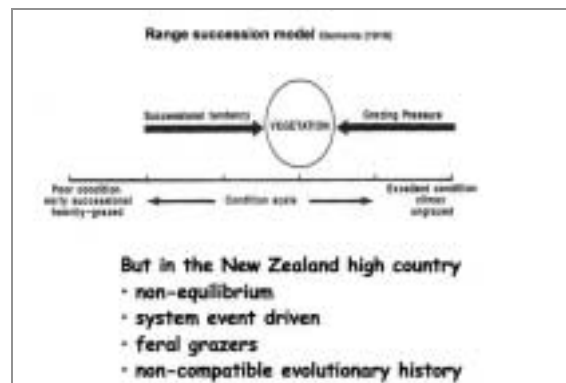 Range succession model Clements (1916)
Successional tendency
VEGETATION
Grazing Pressure
Poor condition
early successional
heavily-grazed
Condition scale
Excellent condition
climax
ungrazed
But in the New Zealand high country
· non-equilibrium
· system event driven
· feral grazers
· non-compatible evolutionary history